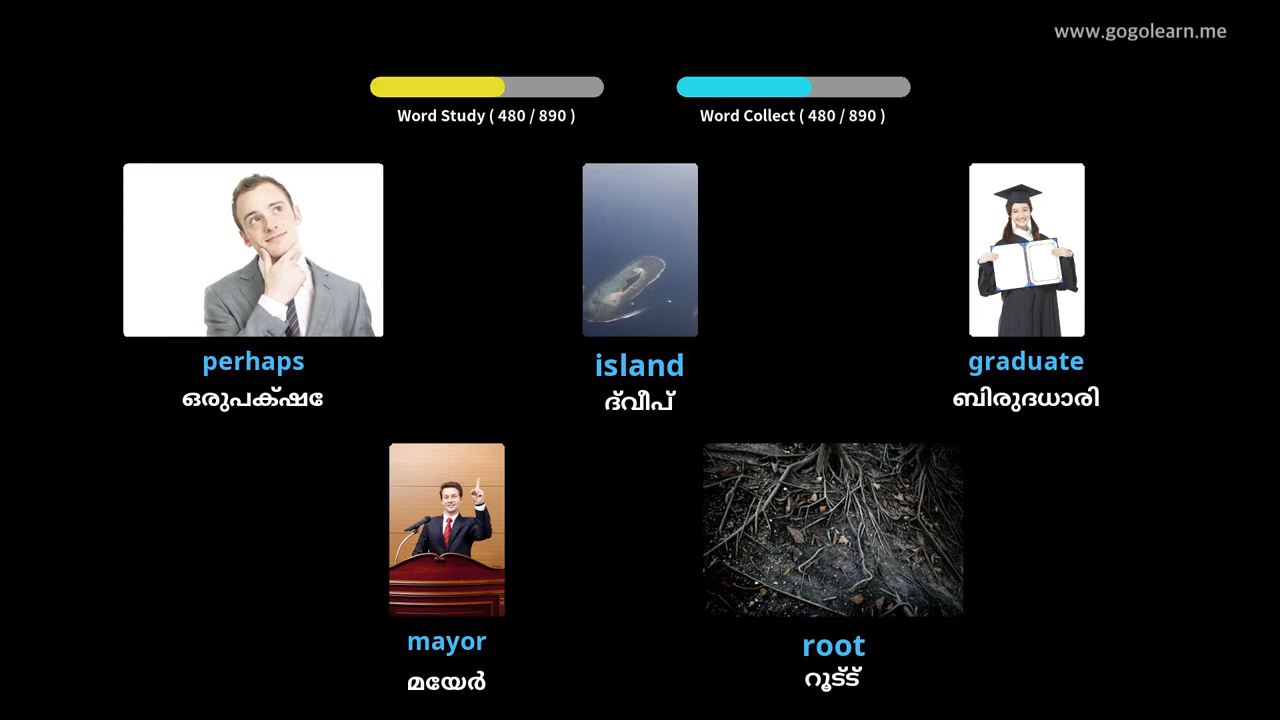 www.gogolearn.me
Word Study ( 480 / 890 )
Word Collect ( 480 / 890 )
perhaps
ഒരുപക്ഷേ
island
ദ്വീപ്
graduate
ബിരുദധാരി
mayor
മയേർ
root
റൂട്ട്